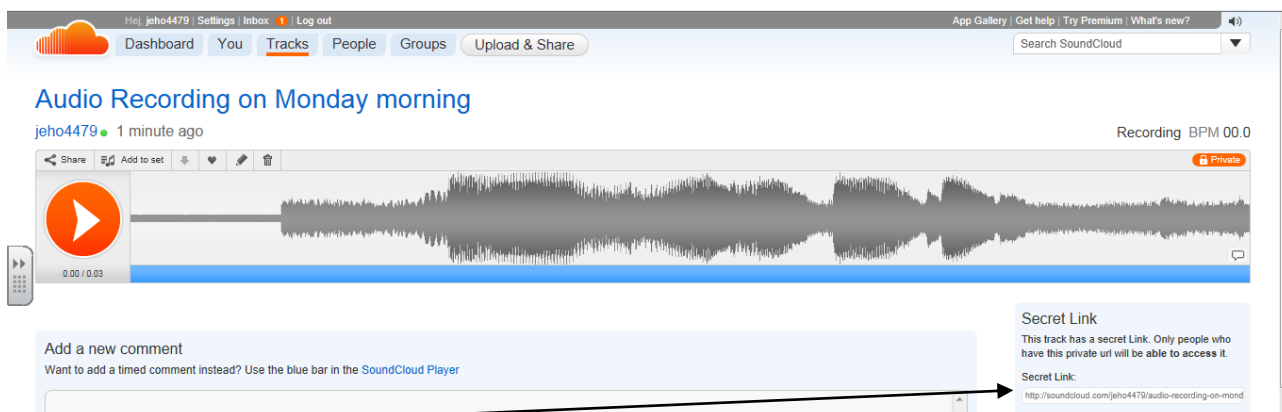 Hej, jeho4479 | Settings | Inbox 1 | Log out
App Gallery | Get help | Try Premium | What's new?
Dashboard You Tracks People Groups Upload & Share
Search SoundCloud
Audio Recording on Monday morning
jeho4479 1 minute ago
Recording BPM 00.0
Share Add to set
Private
0.00 / 0.03
Secret Link
This track has a secret Link. Only people who
have this private url will be able to access it.
Secret Link:
http://soundcloud.com/jeho4479/audio-recording-on-mond
Add a new comment
Want to add a timed comment instead? Use the blue bar in the SoundCloud Player